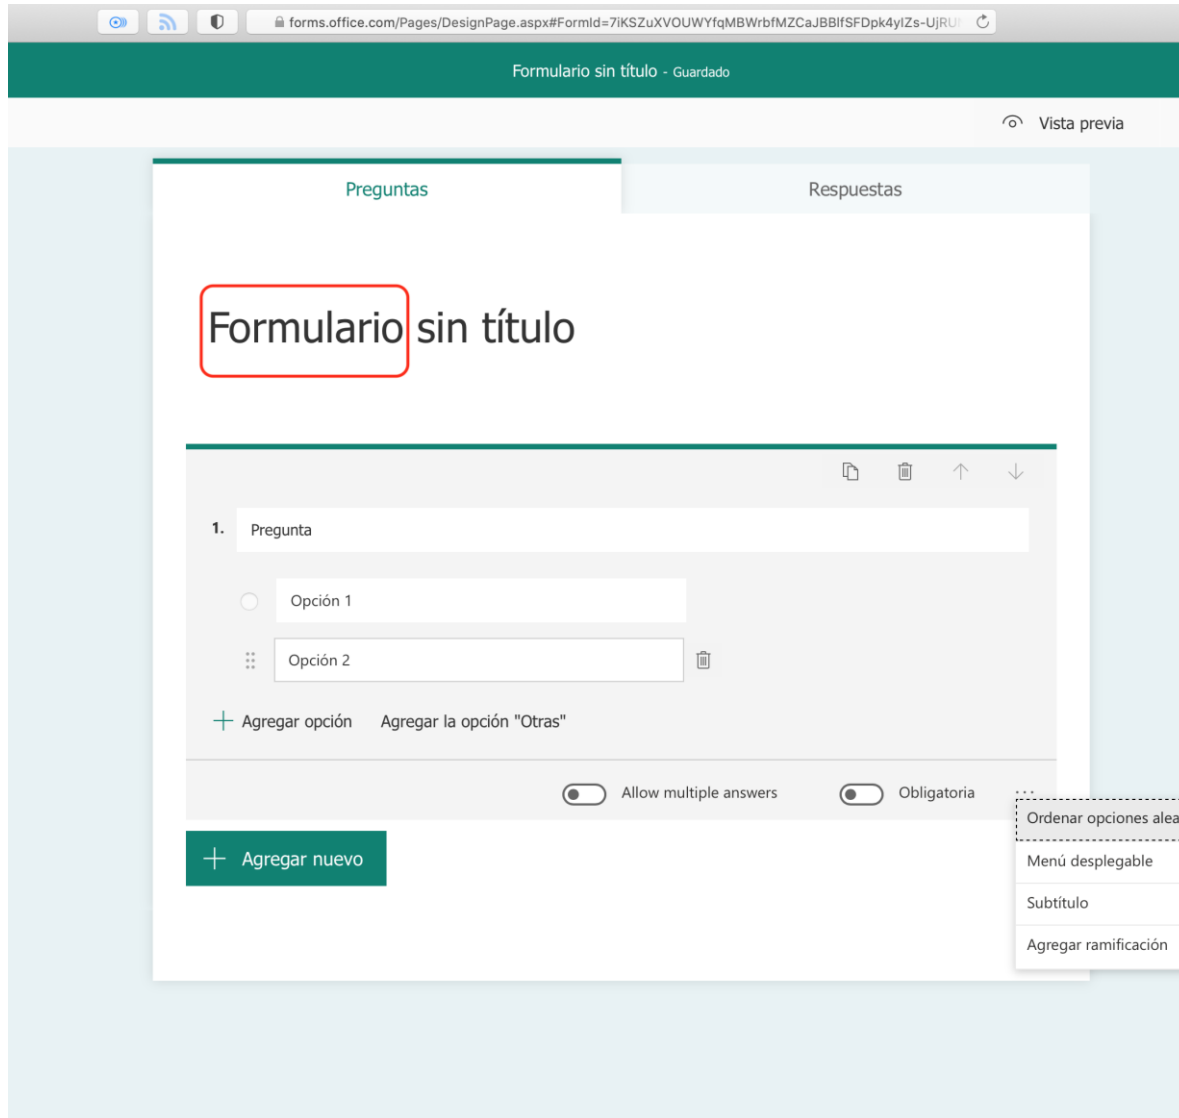 forms.office.com/Pages/DesignPage.aspx#FormId=7iKSZuXVOUWYfqMBWrbfMZCaJBBIfSFDpk4yIZs-UjRU
Formulario sin título - Guardado
Vista previa
Preguntas
Respuestas
Formulario sin título
1. Pregunta
Opción 1
Opción 2
Agregar opción
Agregar la opción "Otras"
Allow multiple answers
Obligatoria
Ordenar opciones alea
Agregar nuevo
Menú desplegable
Subtítulo
Agregar ramificación